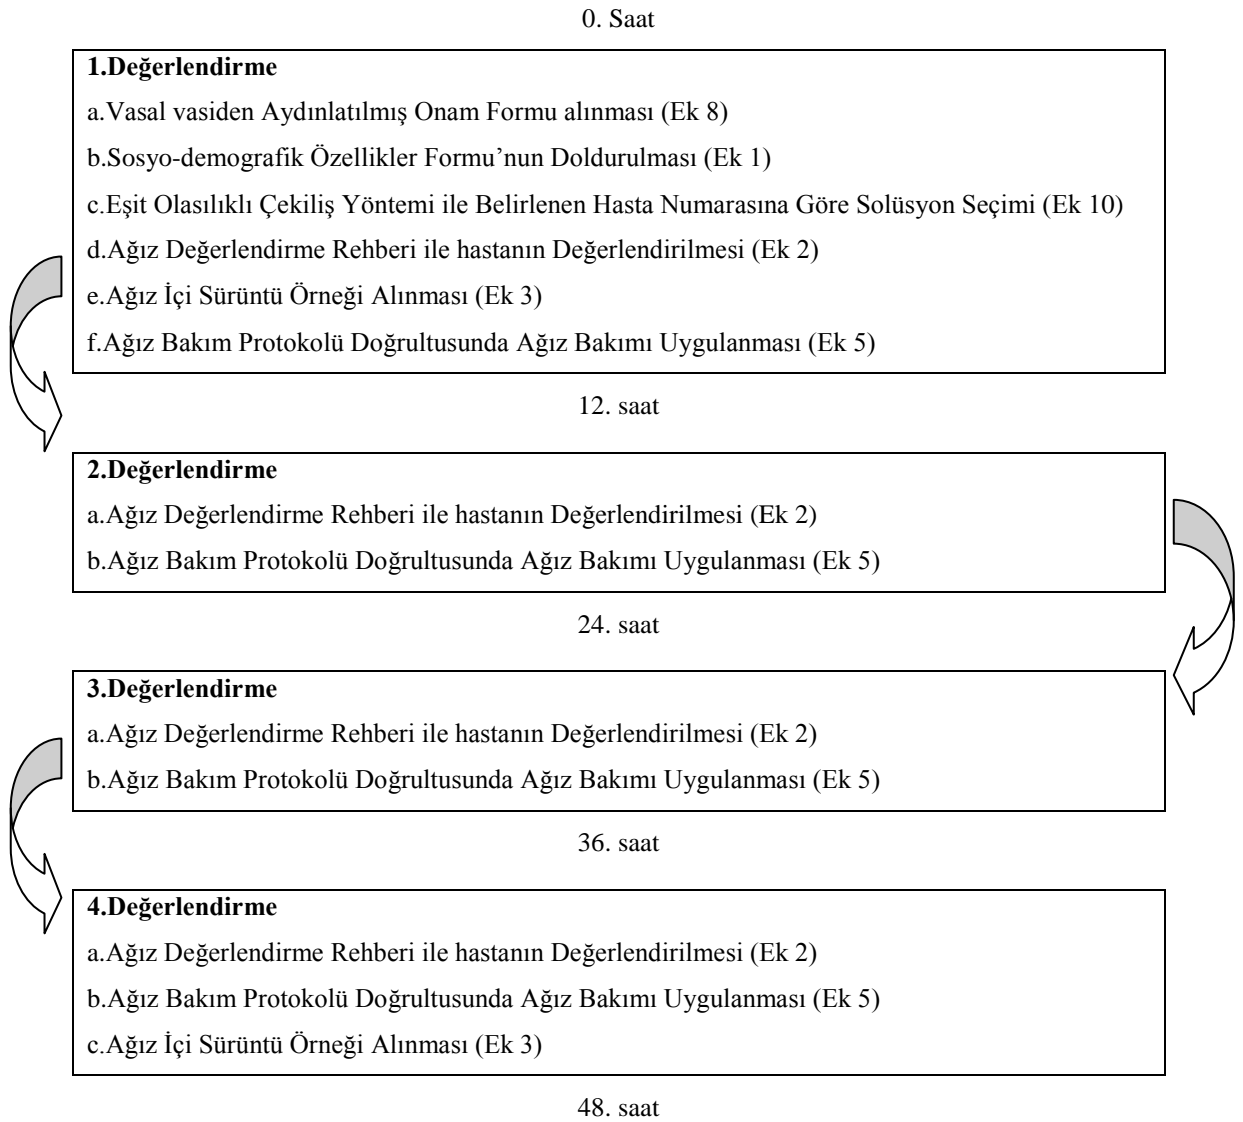 0. Saat
1.Değerlendirme
a.Vasal vasiden Aydınlatılmış Onam Formu alınması (Ek 8)
b.Sosyo-demografik Özellikler Formu’nun Doldurulması (Ek 1)
c.Eşit Olasılıklı Çekiliş Yöntemi ile Belirlenen Hasta Numarasına Göre Solüsyon Seçimi (Ek 10)
d.Ağız Değerlendirme Rehberi ile hastanın Değerlendirilmesi (Ek 2)
e.Ağız İçi Sürüntü Örneği Alınması (Ek 3)
f.Ağız Bakım Protokolü Doğrultusunda Ağız Bakımı Uygulanması (Ek 5)
12. saat
2.Değerlendirme
a.Ağız Değerlendirme Rehberi ile hastanın Değerlendirilmesi (Ek 2)
b.Ağız Bakım Protokolü Doğrultusunda Ağız Bakımı Uygulanması (Ek 5)
24. saat
3.Değerlendirme
a.Ağız Değerlendirme Rehberi ile hastanın Değerlendirilmesi (Ek 2)
b.Ağız Bakım Protokolü Doğrultusunda Ağız Bakımı Uygulanması (Ek 5)
36. saat
4.Değerlendirme
a.Ağız Değerlendirme Rehberi ile hastanın Değerlendirilmesi (Ek 2)
b.Ağız Bakım Protokolü Doğrultusunda Ağız Bakımı Uygulanması (Ek 5)
c.Ağız İçi Sürüntü Örneği Alınması (Ek 3)
48. saat